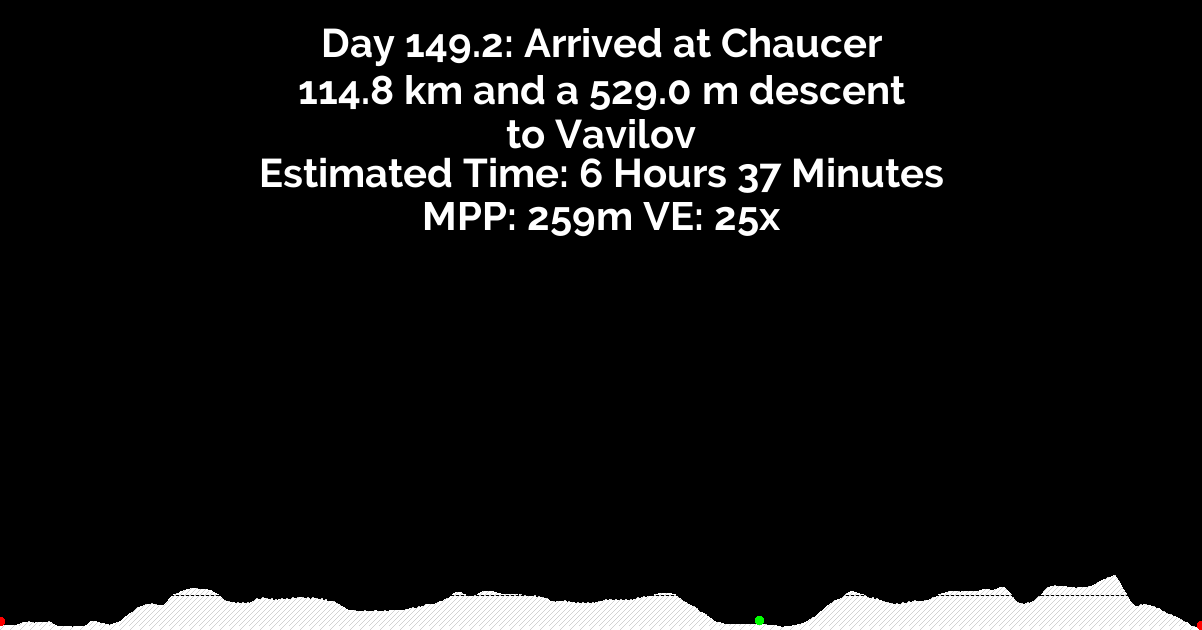 Day 149.2: Arrived at Chaucer
114.8 km and a 529.0 m descent
to Vavilov
Estimated Time: 6 Hours 37 Minutes
MPP: 259m VE: 25x